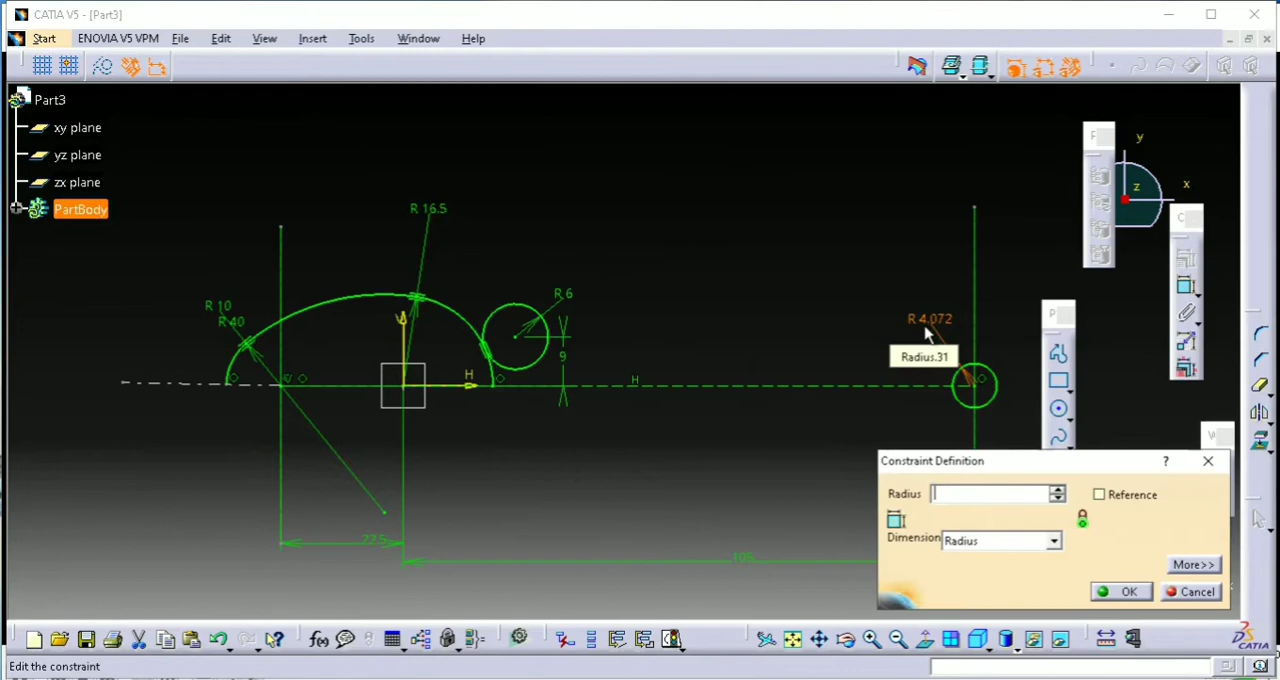 CATIA V5 - [Part3]
Start ENOVIA V5 VPM File Edit View Insert Tools Window Help
Part3
xy plane
yz plane
zx plane
PartBody
y
x
z
P
C
P
R 16.5
R 10
R 40
R 6
9
R 4.072
Radius.31
V
H
H
22.5
105
Constraint Definition ?
Radius Reference
Dimension Radius
More>>
OK Cancel
f(x)
CATIA
Edit the constraint